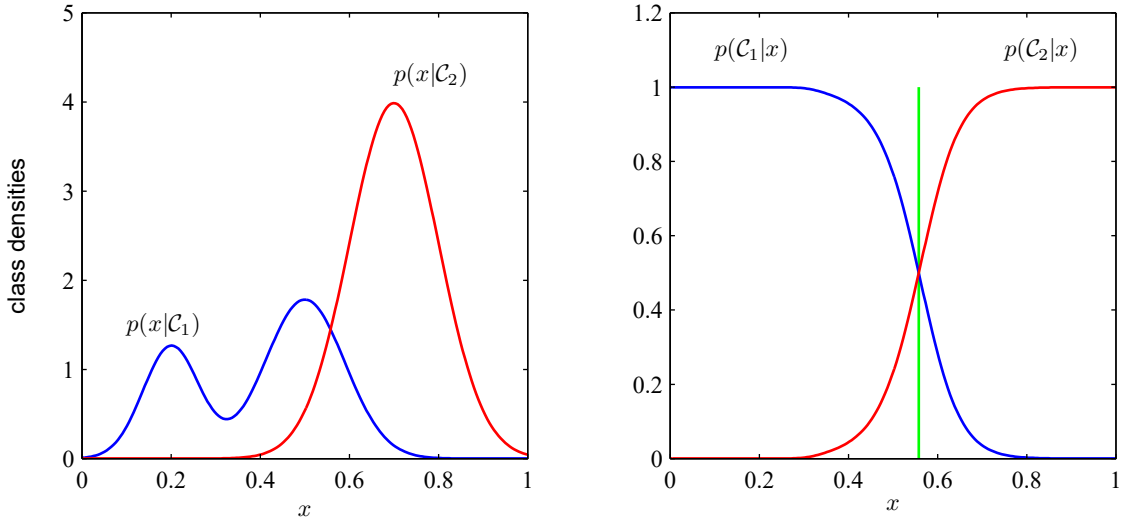 class densities
5
4
3
2
1
0
p(x|C₂)
p(x|C₁)
0 0.2 0.4 0.6 0.8 1
x
1.2
1
0.8
0.6
0.4
0.2
0
p(C₁|x) p(C₂|x)
0 0.2 0.4 0.6 0.8 1
x